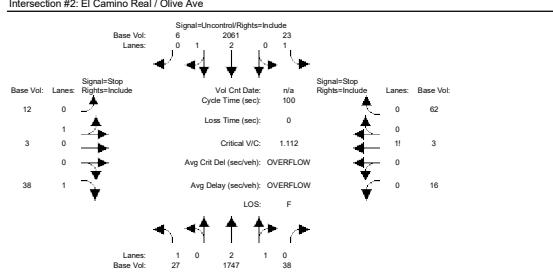 Intersection #2: El Camino Real / Olive Ave
Signal=Uncontrol/Rights=Include
Base Vol: 6 2061 23
Lanes: 0 1 2 0 1
Signal=Stop Signal=Stop
Base Vol: Lanes: Rights=Include Vol Cnt Date: n/a Rights=Include Lanes: Base Vol:
Cycle Time (sec): 100
12 0 0 62
Loss Time (sec): 0
1 0
3 0 Critical V/C: 1.112 1! 3
0 Avg Crit Del (sec/veh): OVERFLOW 0
38 1 Avg Delay (sec/veh): OVERFLOW 0 16
LOS: F
Lanes: 1 0 2 1 0
Base Vol: 27 1747 38